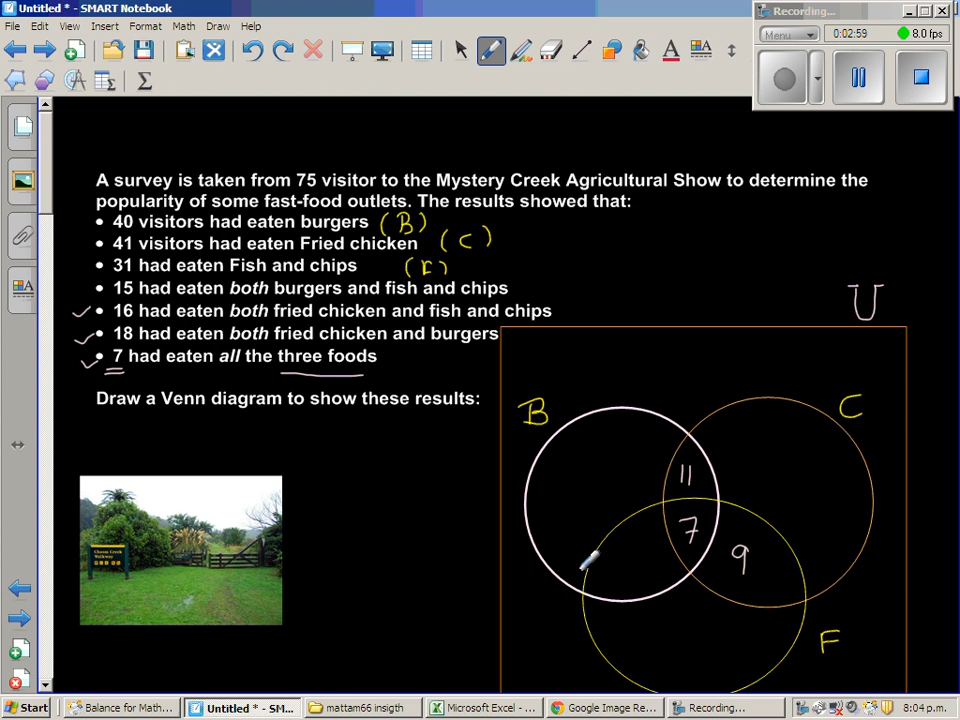 Untitled * - SMART Notebook
File Edit View Insert Format Draw Help
Recording...
Menu 0:02:59 8.0 fps
A survey is taken from 75 visitor to the Mystery Creek Agricultural Show to determine the
popularity of some fast-food outlets. The results showed that:
• 40 visitors had eaten burgers (B)
• 41 visitors had eaten Fried chicken (C)
• 31 had eaten Fish and chips (F)
• 15 had eaten both burgers and fish and chips
• 16 had eaten both fried chicken and fish and chips
• 18 had eaten both fried chicken and burgers
• 7 had eaten all the three foods
Draw a Venn diagram to show these results:
U
B
C
11
7
9
F
Start Balance for Math... Untitled * - SM... mattam66 insigth Microsoft Excel - ... Google Image Re... Recording... 8:04 p.m.